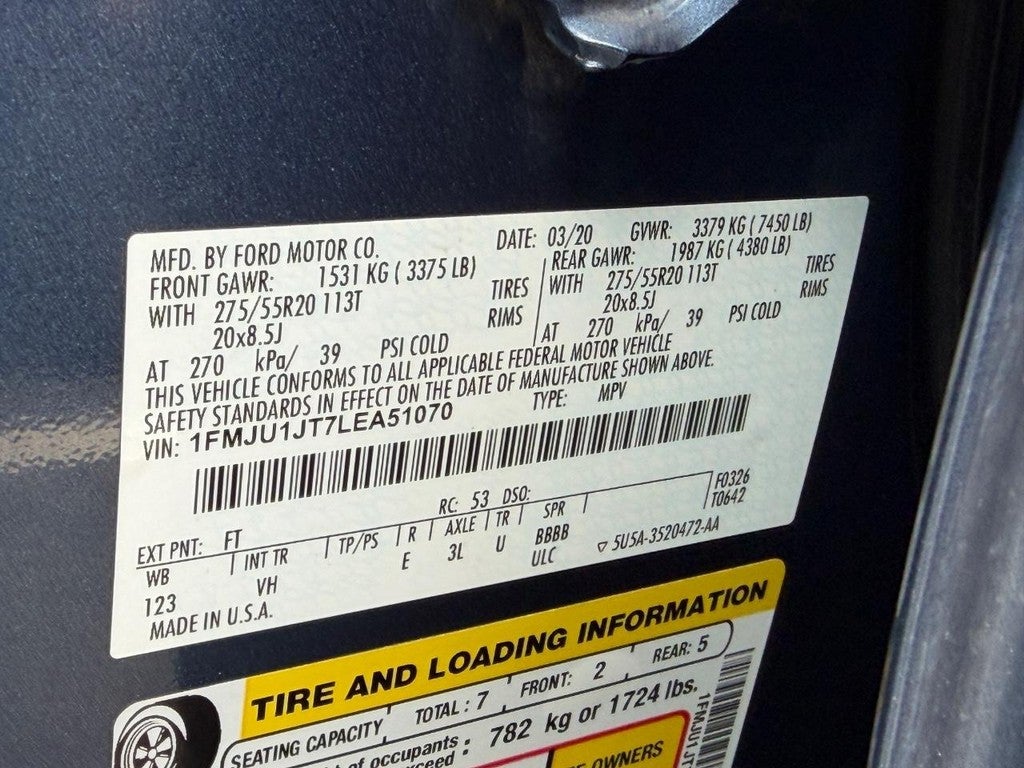 MFD. BY FORD MOTOR CO. DATE: 03/20 GVWR: 3379 KG ( 7450 LB)
FRONT GAWR: 1531 KG ( 3375 LB) REAR GAWR: 1987 KG ( 4380 LB)
WITH 275/55R20 113T TIRES WITH 275/55R20 113T TIRES
20x8.5J RIMS 20x8.5J RIMS
AT 270 kPa/ 39 PSI COLD AT 270 kPa/ 39 PSI COLD
THIS VEHICLE CONFORMS TO ALL APPLICABLE FEDERAL MOTOR VEHICLE
SAFETY STANDARDS IN EFFECT ON THE DATE OF MANUFACTURE SHOWN ABOVE.
VIN: 1FMJU1JT7LEA51070 TYPE: MPV
EXT PNT: FT RC: 53 DSO: F0326
WB INT TR TP/PS R AXLE TR SPR T0642
123 VH E 3L U BBBB
ULC 5U5A-3520472-AA
MADE IN U.S.A.
TIRE AND LOADING INFORMATION
SEATING CAPACITY TOTAL : 7 FRONT: 2 REAR: 5
of occupants
782 kg or 1724 lbs.
OWNERS
1FMJU1JT